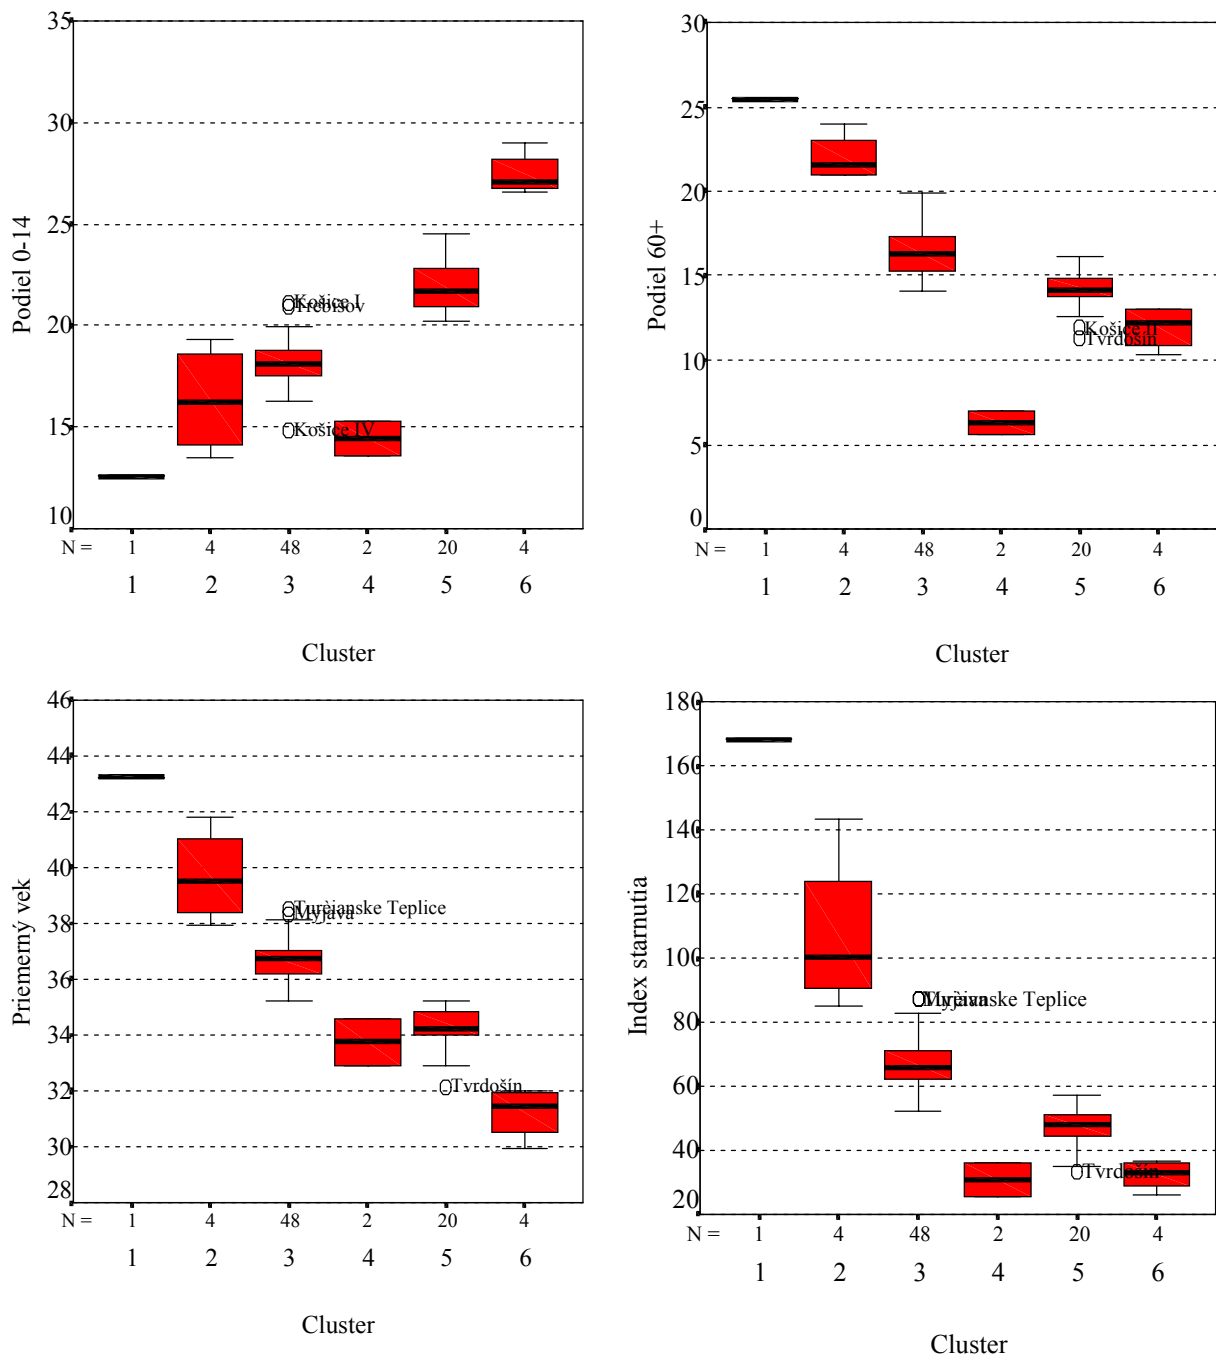 35
30
25
20
15
10
Podiel 0-14
Košice I
Trebišov
Košice IV
N =
1 4 48 2 20 4
1 2 3 4 5 6
Cluster
30
25
20
15
10
5
0
Podiel 60+
Košice II
Tvrdošín
N =
1 4 48 2 20 4
1 2 3 4 5 6
Cluster
46
44
42
40
38
36
34
32
30
28
Priemerný vek
Turèianske Teplice
Myjava
Tvrdošín
N =
1 4 48 2 20 4
1 2 3 4 5 6
Cluster
180
160
140
120
100
80
60
40
20
Index starnutia
Myjava
Turèianske Teplice
Tvrdošín
N =
1 4 48 2 20 4
1 2 3 4 5 6
Cluster